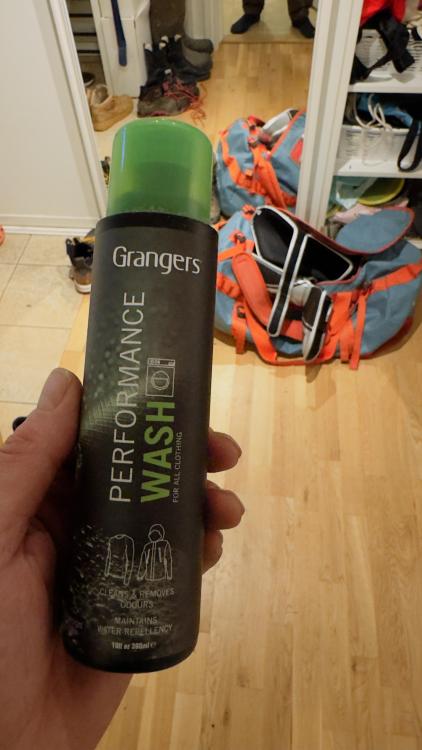 Grangers
PERFORMANCE
WASH
FOR ALL CLOTHING
CLEANS & REMOVES
ODOURS
MAINTAINS
WATER REPELLENCY
10fl oz 300ml e